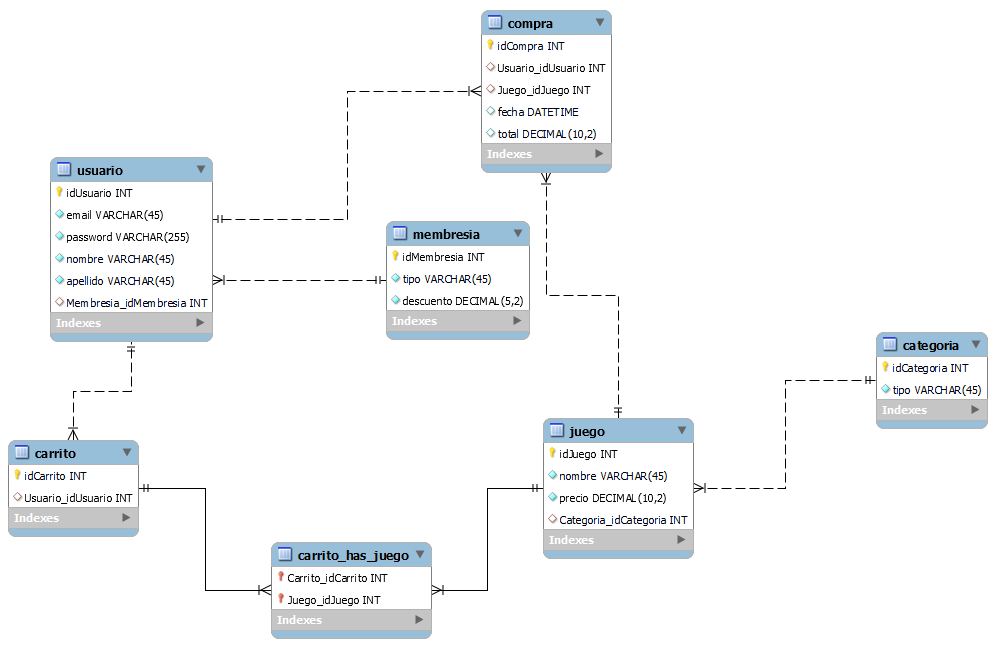 compra
idCompra INT
Usuario_idUsuario INT
Juego_idJuego INT
fecha DATETIME
total DECIMAL(10,2)
Indexes
usuario
idUsuario INT
email VARCHAR(45)
password VARCHAR(255)
nombre VARCHAR(45)
apellido VARCHAR(45)
Membresia_idMembresia INT
Indexes
membresia
idMembresia INT
tipo VARCHAR(45)
descuento DECIMAL(5,2)
Indexes
categoria
idCategoria INT
tipo VARCHAR(45)
Indexes
juego
idJuego INT
nombre VARCHAR(45)
precio DECIMAL(10,2)
Categoria_idCategoria INT
Indexes
carrito
idCarrito INT
Usuario_idUsuario INT
Indexes
carrito_has_juego
Carrito_idCarrito INT
Juego_idJuego INT
Indexes